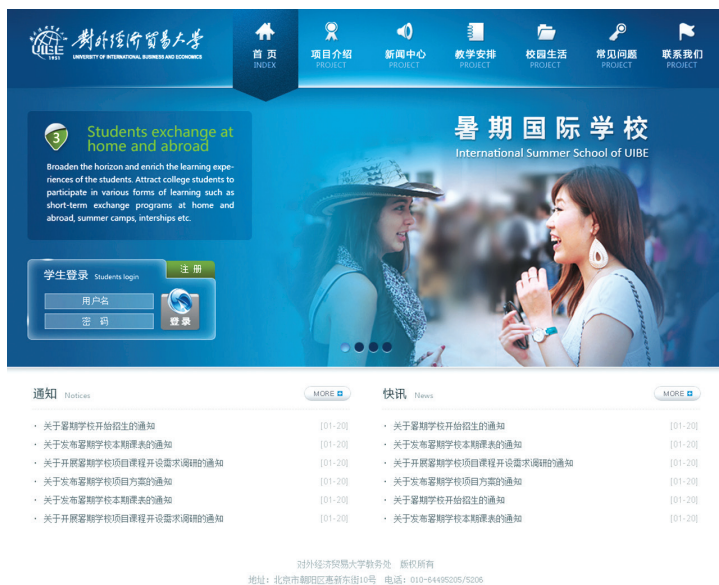 對外經濟貿易大學
UIBE
1951
UNIVERSITY OF INTERNATIONAL BUSINESS AND ECONOMICS
首 页
INDEX
项目介绍
PROJECT
新闻中心
PROJECT
教学安排
PROJECT
校园生活
PROJECT
常见问题
PROJECT
联系我们
PROJECT
3
Students exchange at
home and abroad
Broaden the horizon and enrich the learning expe-
riences of the students. Attract college students to
participate in various forms of learning such as
short-term exchange programs at home and
abroad, summer camps, interships etc.
暑期国际学校
International Summer School of UIBE
学生登录 Students login
注 册
用户名
密 码
登录
通知 Notices
MORE
· 关于暑期学校开始招生的通知 [01-20]
· 关于发布暑期学校本期课表的通知 [01-20]
· 关于开展暑期学校项目课程开设需求调研的通知 [01-20]
· 关于发布暑期学校项目方案的通知 [01-20]
· 关于发布暑期学校本期课表的通知 [01-20]
· 关于开展暑期学校项目课程开设需求调研的通知 [01-20]
快讯 News
MORE
· 关于暑期学校开始招生的通知 [01-20]
· 关于发布暑期学校本期课表的通知 [01-20]
· 关于开展暑期学校项目课程开设需求调研的通知 [01-20]
· 关于发布暑期学校项目方案的通知 [01-20]
· 关于暑期学校开始招生的通知 [01-20]
· 关于发布暑期学校本期课表的通知 [01-20]
对外经济贸易大学教务处 版权所有
地址：北京市朝阳区惠新东街10号 电话：010-64495205/5206